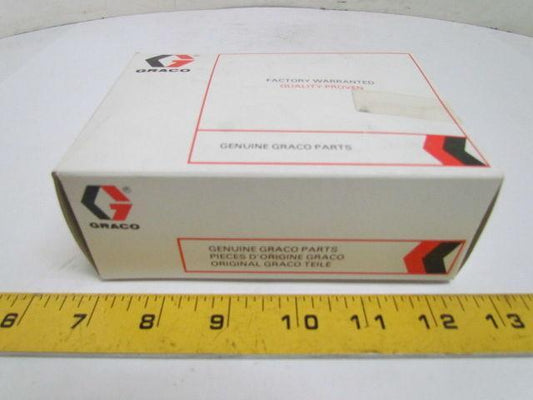 GRACO
FACTORY WARRANTED
QUALITY PROVEN
GENUINE GRACO PARTS
®
GRACO
GENUINE GRACO PARTS
PIECES D'ORIGINE GRACO
ORIGINAL GRACO TEILE
6 7 8 9 10 11 12 13